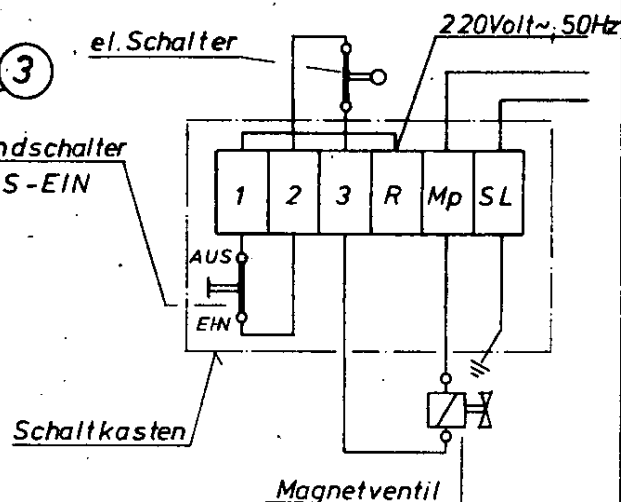 220Volt~, 50Hz
el. Schalter
3
ndschalter
S-EIN
1 2 3 R Mp SL
AUS
EIN
Schaltkasten
Magnetventil